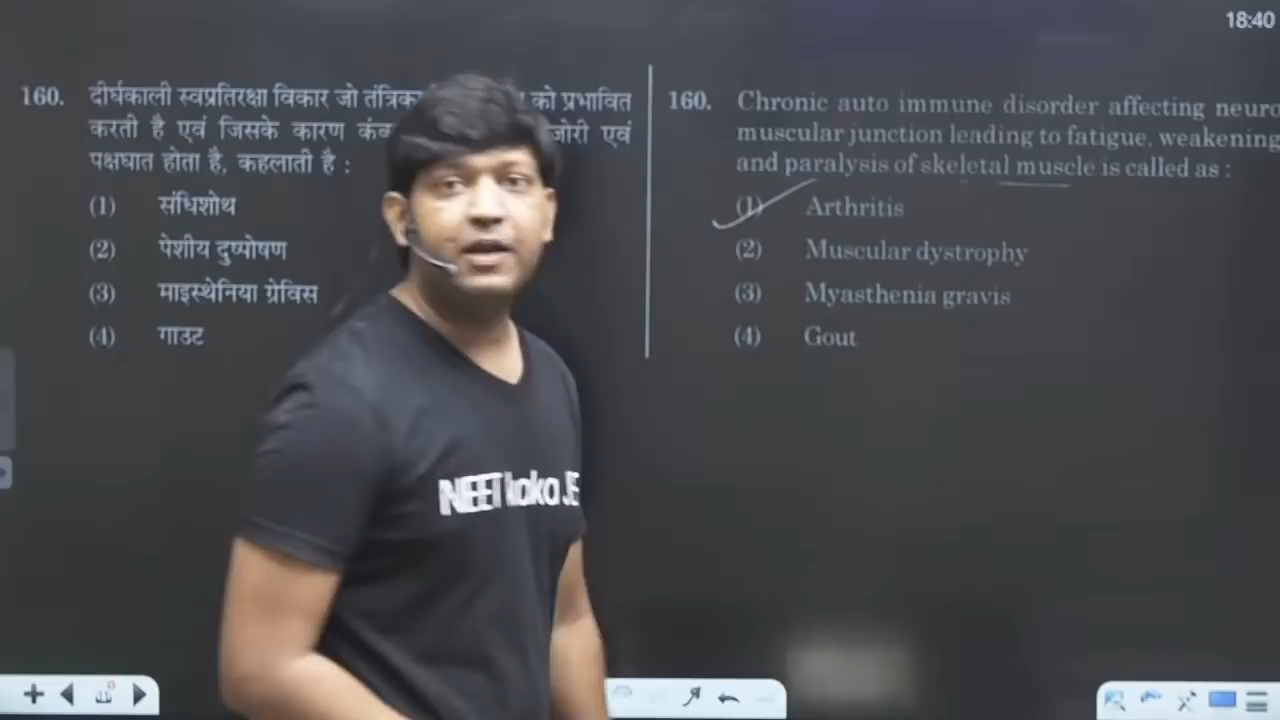 18:40
160. दीर्घकाली स्वप्रतिरक्षा विकार जो को प्रभावित
करती है एवं जिसके कारण एवं
पक्षघात होता है, कहलाती है :
(1) संधिशोथ
(2) पेशीय दुष्पोषण
(3) माइस्थेनिया ग्रेविस
(4) गाउट
160. Chronic auto immune disorder affecting neuro
muscular junction leading to fatigue, weakening
and paralysis of skeletal muscle is called as :
(1) Arthritis
(2) Muscular dystrophy
(3) Myasthenia gravis
(4) Gout
NEET kaka